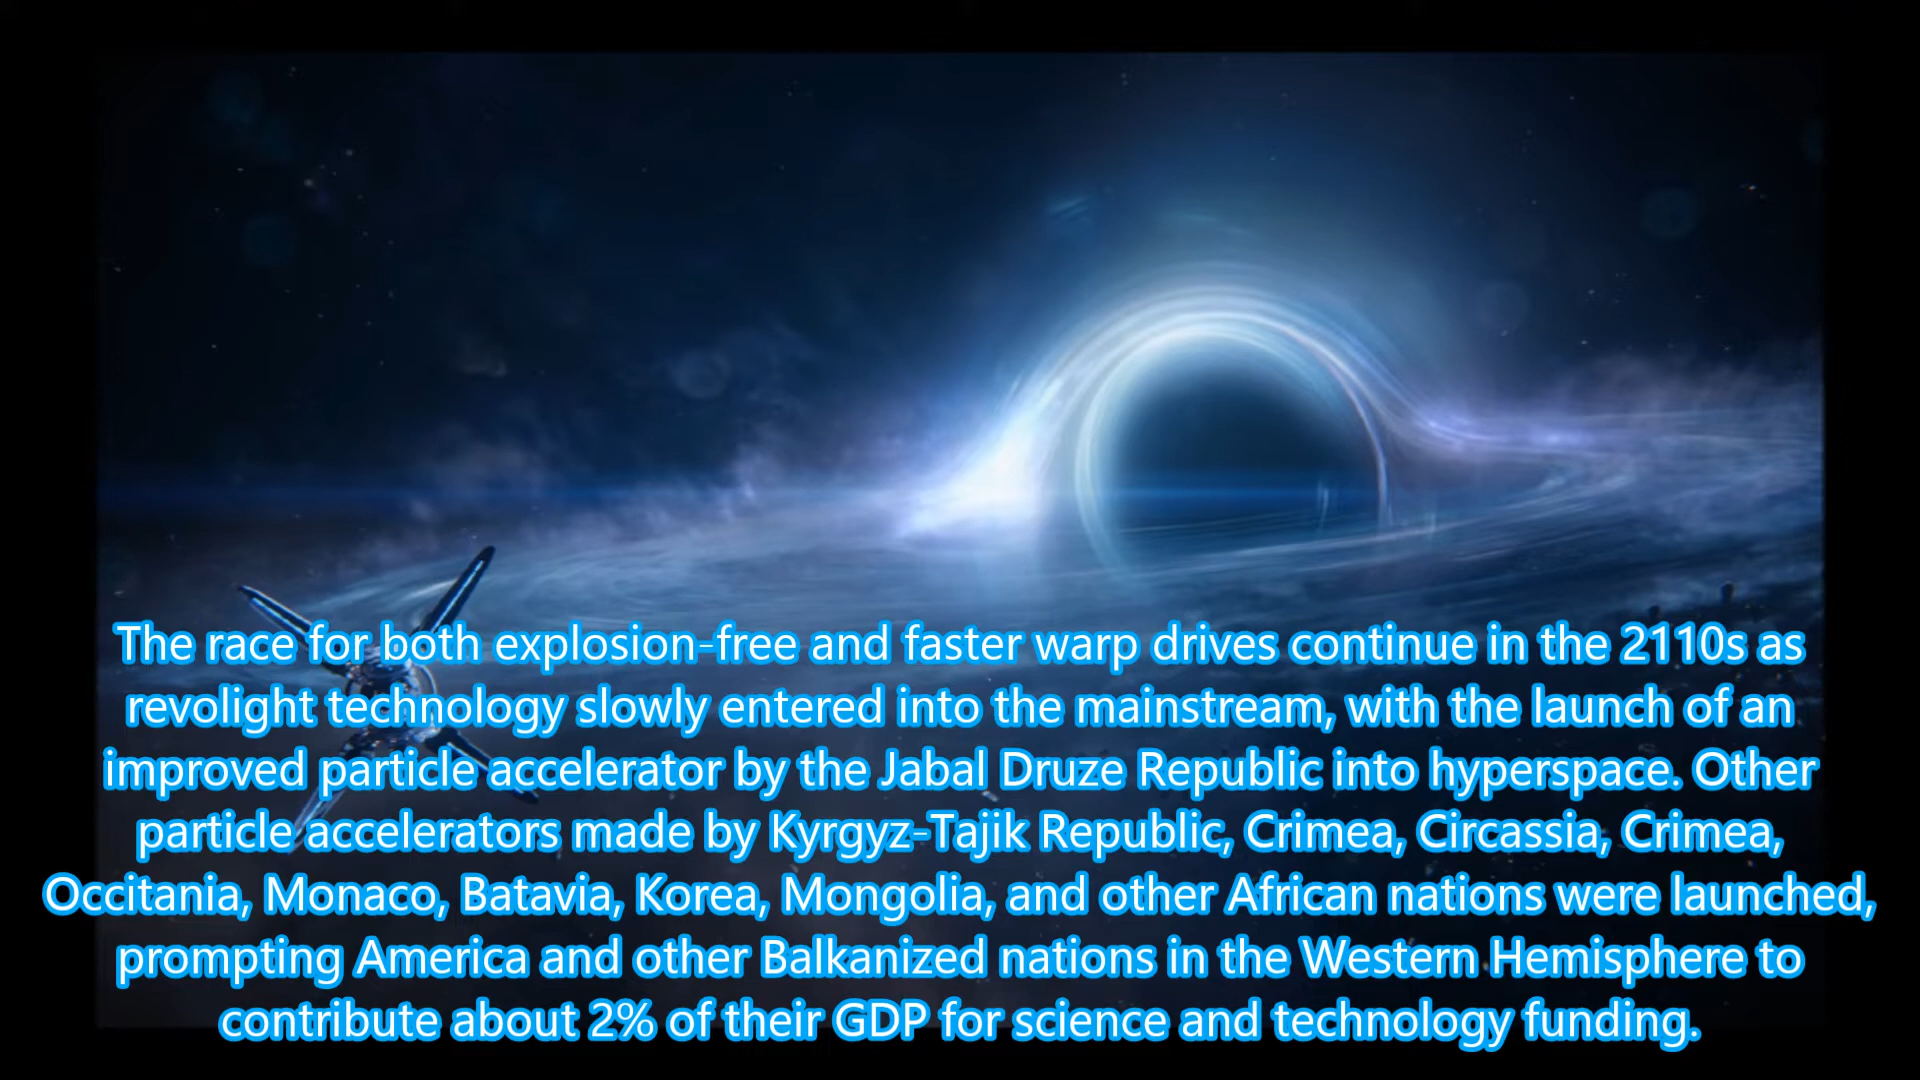 The race for both explosion-free and faster warp drives continue in the 2110s as
revolight technology slowly entered into the mainstream, with the launch of an
improved particle accelerator by the Jabal Druze Republic into hyperspace. Other
particle accelerators made by Kyrgyz-Tajik Republic, Crimea, Circassia, Crimea,
Occitania, Monaco, Batavia, Korea, Mongolia, and other African nations were launched,
prompting America and other Balkanized nations in the Western Hemisphere to
contribute about 2% of their GDP for science and technology funding.